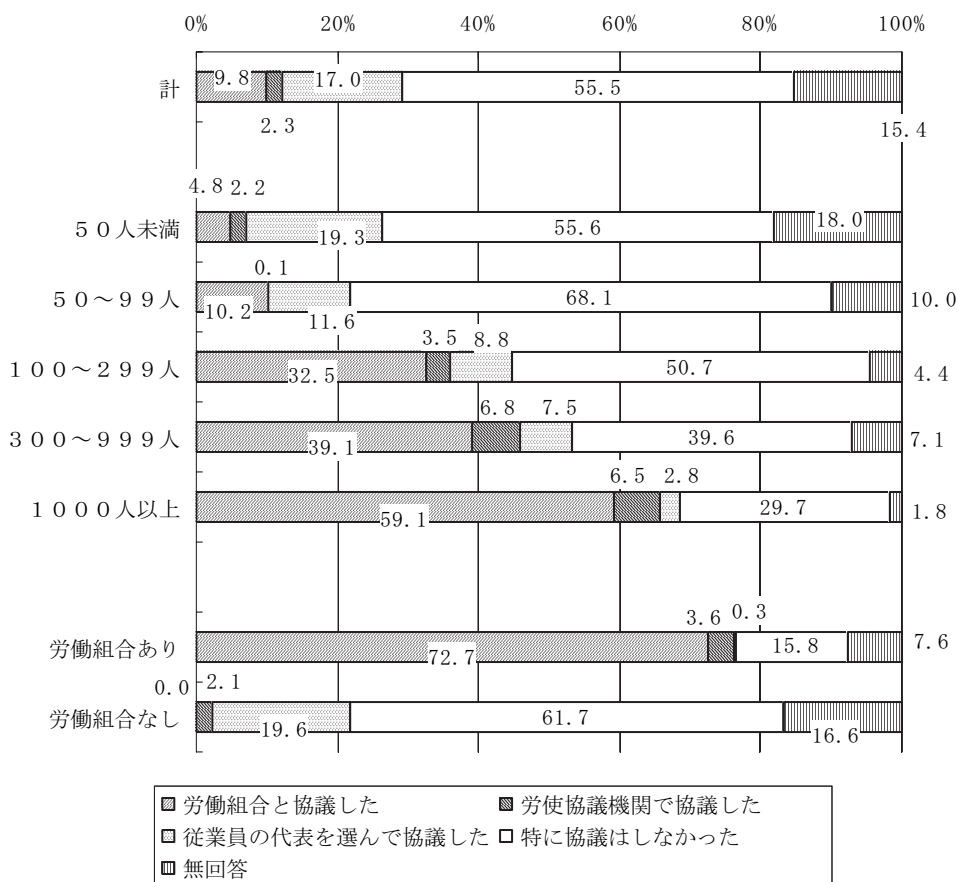 0% 20% 40% 60% 80% 100%
計 9.8 2.3 17.0 55.5 15.4
50人未満 4.8 2.2 19.3 55.6 18.0
50～99人 10.2 0.1 11.6 68.1 10.0
100～299人 32.5 3.5 8.8 50.7 4.4
300～999人 39.1 6.8 7.5 39.6 7.1
1000人以上 59.1 6.5 2.8 29.7 1.8
労働組合あり 72.7 3.6 0.3 15.8 7.6
労働組合なし 0.0 2.1 19.6 61.7 16.6
労働組合と協議した 労使協議機関で協議した
従業員の代表を選んで協議した 特に協議はしなかった
無回答